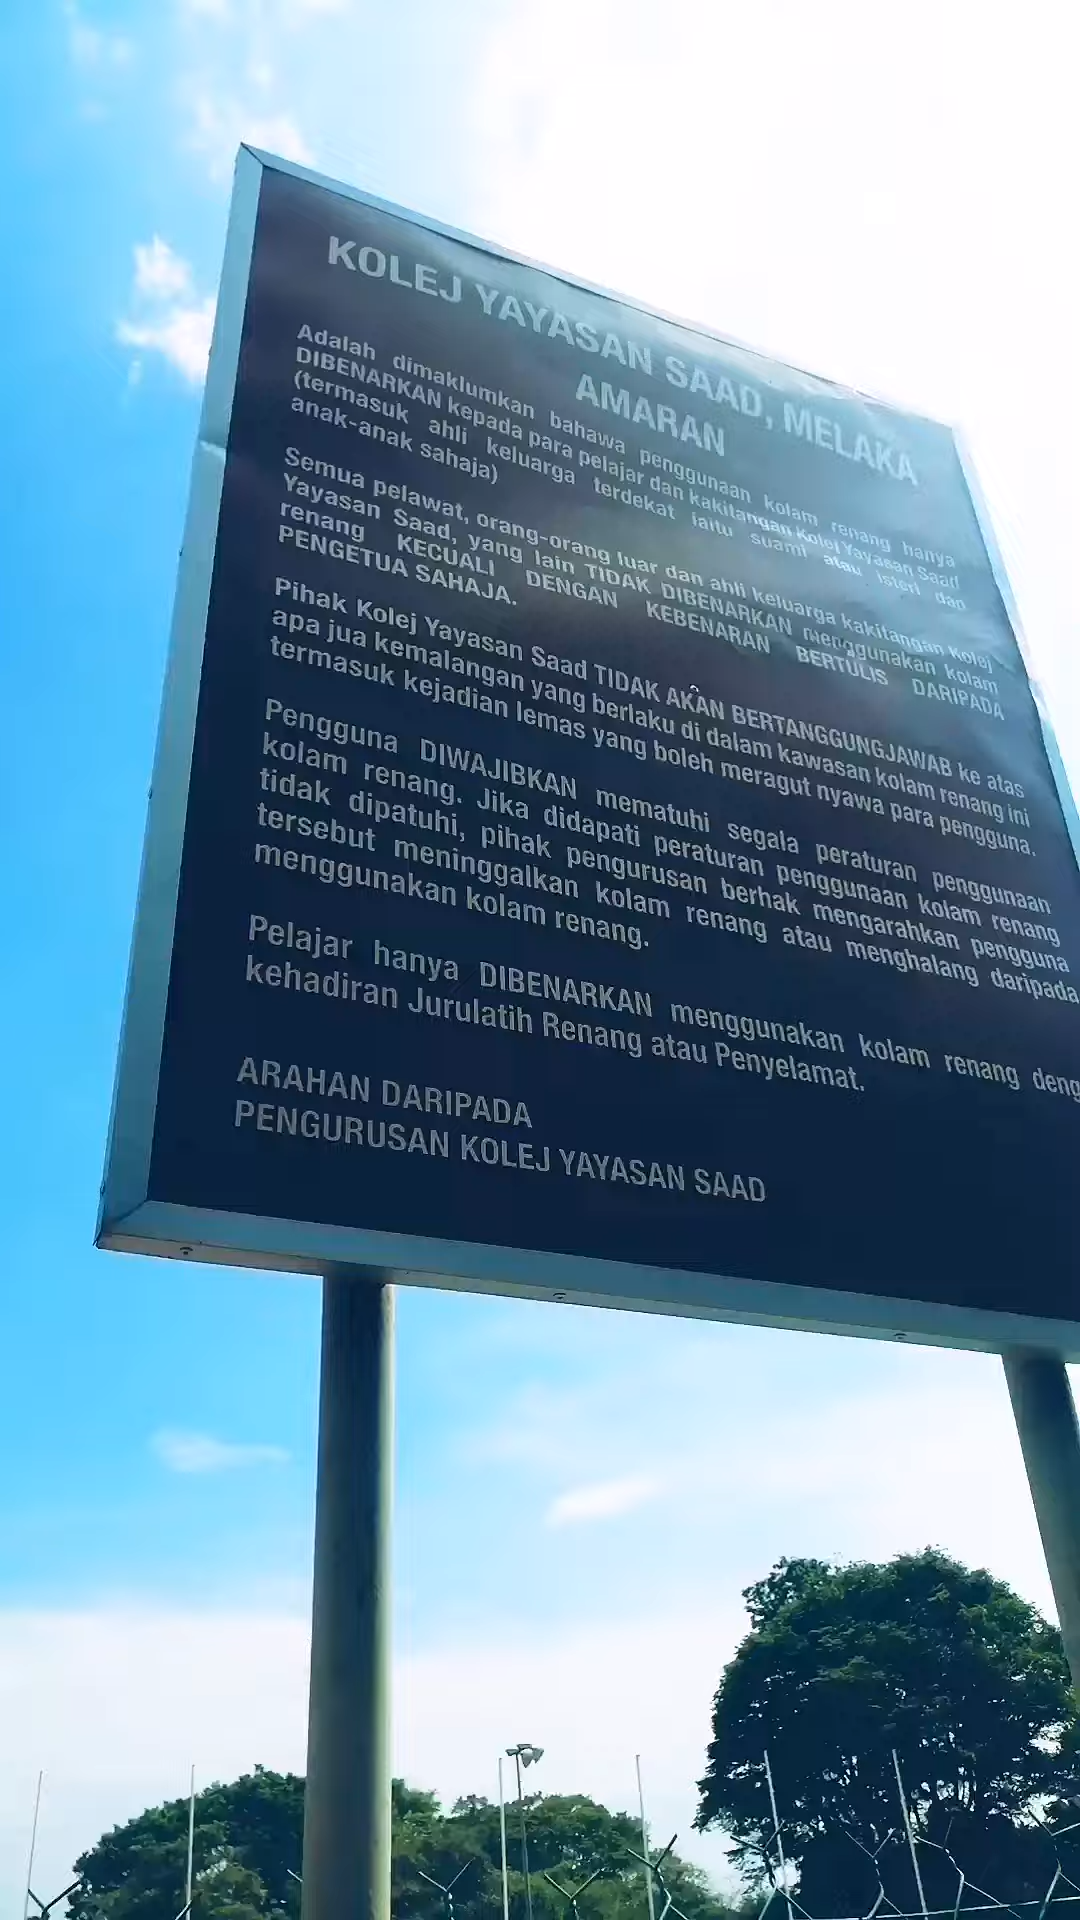 KOLEJ YAYASAN SAAD, MELAKA
AMARAN
Adalah dimaklumkan bahawa penggunaan kolam renang hanya
DIBENARKAN kepada para pelajar dan kakitangan Kolej Yayasan Saad
(termasuk ahli keluarga terdekat iaitu suami atau isteri dan
anak-anak sahaja)
Semua pelawat, orang-orang luar dan ahli keluarga kakitangan Kolej
Yayasan Saad, yang lain TIDAK DIBENARKAN menggunakan kolam
renang KECUALI DENGAN KEBENARAN BERTULIS DARIPADA
PENGETUA SAHAJA.
Pihak Kolej Yayasan Saad TIDAK AKAN BERTANGGUNGJAWAB ke atas
apa jua kemalangan yang berlaku di dalam kawasan kolam renang ini
termasuk kejadian lemas yang boleh meragut nyawa para pengguna.
Pengguna DIWAJIBKAN mematuhi segala peraturan penggunaan
kolam renang. Jika didapati peraturan penggunaan kolam renang
tidak dipatuhi, pihak pengurusan berhak mengarahkan pengguna
tersebut meninggalkan kolam renang atau menghalang daripada
menggunakan kolam renang.
Pelajar hanya DIBENARKAN menggunakan kolam renang deng
kehadiran Jurulatih Renang atau Penyelamat.
ARAHAN DARIPADA
PENGURUSAN KOLEJ YAYASAN SAAD